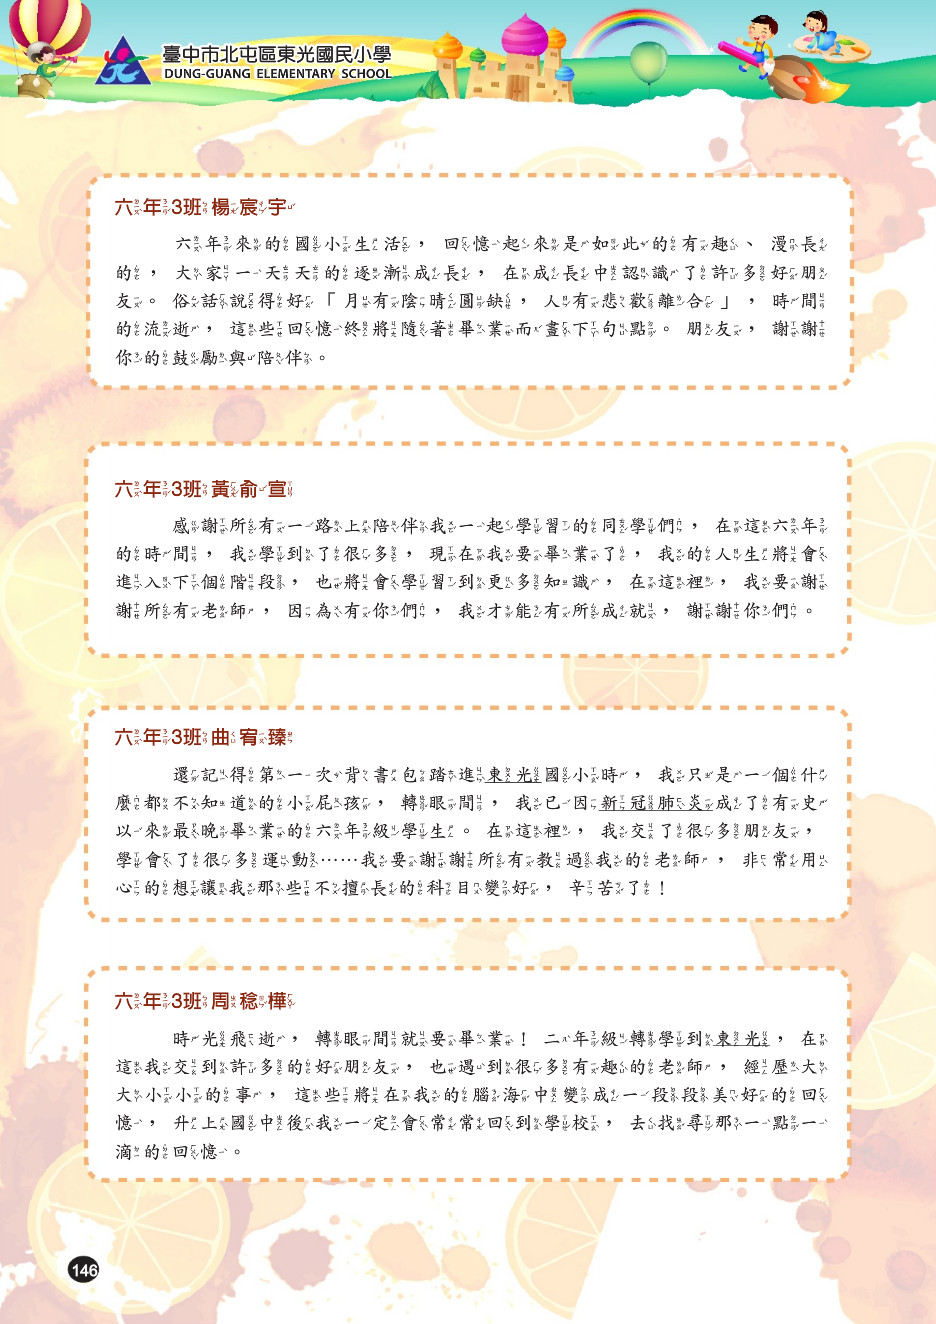 臺中市北屯區東光國民小學
DUNG-GUANG ELEMENTARY SCHOOL
六年3班楊宸宇
六年來的國小生活，回憶起來是如此的有趣、漫長
的，大家一天天的逐漸成長，在成長中認識了許多好朋
友。俗話說得好「月有陰晴圓缺，人有悲歡離合」，時間
的流逝，這些回憶終將隨著畢業而畫下句點。朋友，謝謝
你的鼓勵與陪伴。
六年3班黃俞宣
感謝所有一路上陪伴我一起學習的同學們，在這六年
的時間，我學到了很多，現在我要畢業了，我的人生將會
進入下個階段，也將會學習到更多知識，在這裡，我要謝
謝所有老師，因為有你們，我才能有所成就，謝謝你們。
六年3班曲宥臻
還記得第一次背書包踏進東光國小時，我只是一個什
麼都不知道的小屁孩，轉眼間，我已因新冠肺炎成了有史
以來最晚畢業的六年級學生。在這裡，我交了很多朋友，
學會了很多運動……我要謝謝所有教過我的老師，非常用
心的想讓我那些不擅長的科目變好，辛苦了！
六年3班周稔樺
時光飛逝，轉眼間就要畢業！二年級轉學到東光，在
這我交到許多的好朋友，也遇到很多有趣的老師，經歷大大
大小小的事，這些將在我的腦海中變成一段段美好的回
憶，升上國中後我一定會常常回到學校，去找尋那一點一
滴的回憶。
146